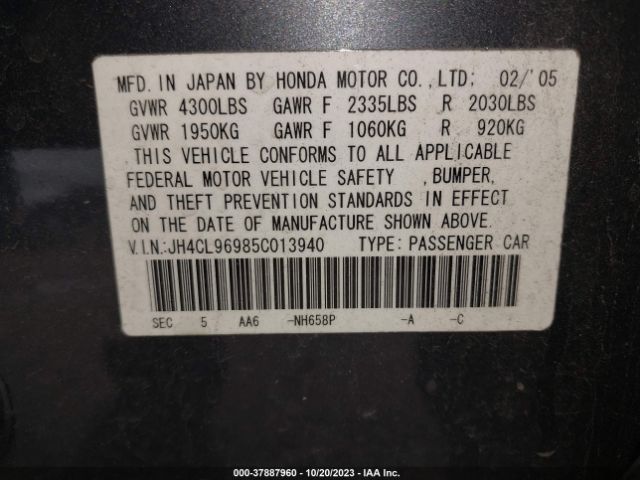 MFD. IN JAPAN BY HONDA MOTOR CO.,LTD: 02/'05
GVWR 4300LBS GAWR F 2335LBS R 2030LBS
GVWR 1950KG GAWR F 1060KG R 920KG
THIS VEHICLE CONFORMS TO ALL APPLICABLE
FEDERAL MOTOR VEHICLE SAFETY , BUMPER,
AND THEFT PREVENTION STANDARDS IN EFFECT
ON THE DATE OF MANUFACTURE SHOWN ABOVE.
V.I.N:JH4CL96985C013940 TYPE: PASSENGER CAR
SEC 5 AA6 -NH658P -A -C
000-37887960 - 10/20/2023 - IAA Inc.